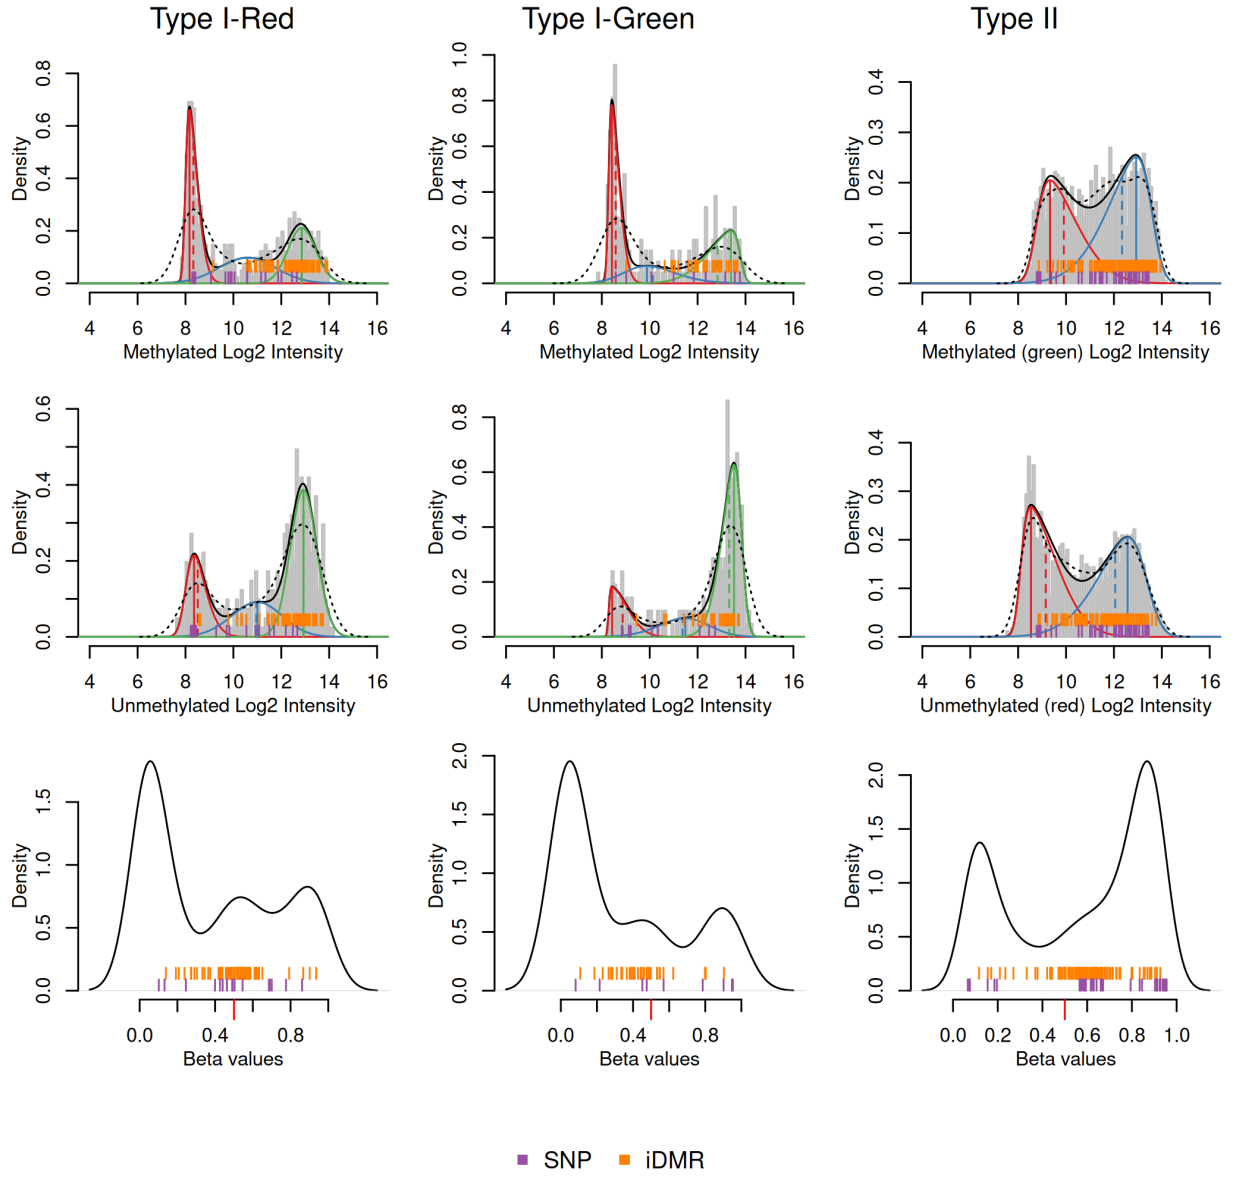 Type I-Red Type I-Green Type II
Density
0.0 0.2 0.4 0.6 0.8
4 6 8 10 12 14 16
Methylated Log2 Intensity
Density
0.0 0.2 0.4 0.6 0.8 1.0
4 6 8 10 12 14 16
Methylated Log2 Intensity
Density
0.0 0.1 0.2 0.3 0.4
4 6 8 10 12 14 16
Methylated (green) Log2 Intensity
Density
0.0 0.2 0.4 0.6
4 6 8 10 12 14 16
Unmethylated Log2 Intensity
Density
0.0 0.2 0.4 0.6 0.8
4 6 8 10 12 14 16
Unmethylated Log2 Intensity
Density
0.0 0.1 0.2 0.3 0.4
4 6 8 10 12 14 16
Unmethylated (red) Log2 Intensity
Density
0.0 0.5 1.0 1.5
0.0 0.4 0.8
Beta values
Density
0.0 0.5 1.0 1.5 2.0
0.0 0.4 0.8
Beta values
Density
0.0 0.5 1.0 1.5 2.0
0.0 0.2 0.4 0.6 0.8 1.0
Beta values
SNP iDMR